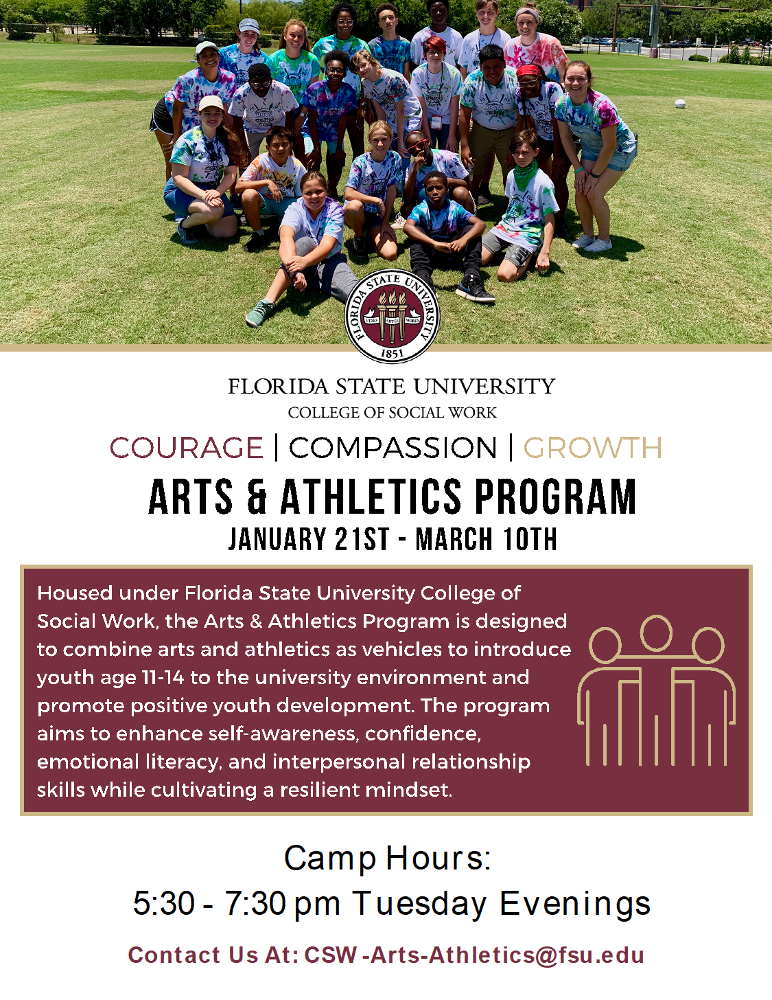 FLORIDA STATE UNIVERSITY
VIRES ARTES MORES
1851
FLORIDA STATE UNIVERSITY
COLLEGE OF SOCIAL WORK
COURAGE | COMPASSION | GROWTH
ARTS & ATHLETICS PROGRAM
JANUARY 21ST - MARCH 10TH
Housed under Florida State University College of
Social Work, the Arts & Athletics Program is designed
to combine arts and athletics as vehicles to introduce
youth age 11-14 to the university environment and
promote positive youth development. The program
aims to enhance self-awareness, confidence,
emotional literacy, and interpersonal relationship
skills while cultivating a resilient mindset.
Camp Hours:
5:30 - 7:30 pm Tuesday Evenings
Contact Us At: CSW-Arts-Athletics@fsu.edu